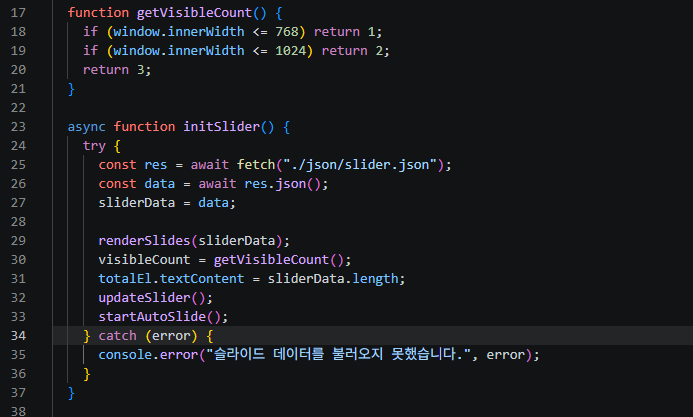 17 function getVisibleCount() {
18 if (window.innerWidth <= 768) return 1;
19 if (window.innerWidth <= 1024) return 2;
20 return 3;
21 }
22
23 async function initSlider() {
24 try {
25 const res = await fetch("./json/slider.json");
26 const data = await res.json();
27 sliderData = data;
28
29 renderSlides(sliderData);
30 visibleCount = getVisibleCount();
31 totalEl.textContent = sliderData.length;
32 updateSlider();
33 startAutoSlide();
34 } catch (error) {
35 console.error("슬라이드 데이터를 불러오지 못했습니다.", error);
36 }
37 }
38